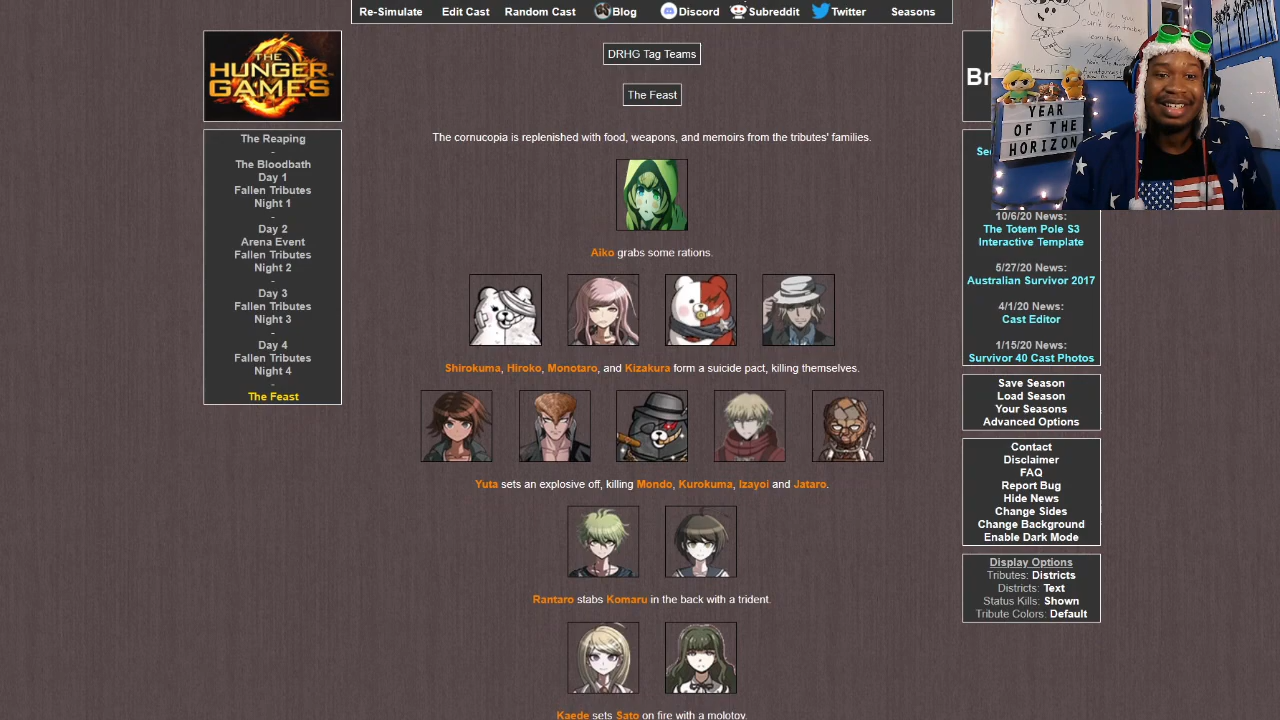 Re-Simulate Edit Cast Random Cast Blog Discord Subreddit Twitter Seasons
THE
HUNGER
GAMES
The Reaping
-
The Bloodbath
Day 1
Fallen Tributes
Night 1
-
Day 2
Arena Event
Fallen Tributes
Night 2
-
Day 3
Fallen Tributes
Night 3
-
Day 4
Fallen Tributes
Night 4
-
The Feast
DRHG Tag Teams
The Feast
The cornucopia is replenished with food, weapons, and memoirs from the tributes' families.
Aiko grabs some rations.
Shirokuma, Hiroko, Monotaro, and Kizakura form a suicide pact, killing themselves.
Yuta sets an explosive off, killing Mondo, Kurokuma, Izayoi and Jataro.
Rantaro stabs Komaru in the back with a trident.
Kaede sets Sato on fire with a molotov.
YEAR
OF THE
HORIZON
10/6/20 News:
The Totem Pole S3
Interactive Template
5/27/20 News:
Australian Survivor 2017
4/1/20 News:
Cast Editor
1/15/20 News:
Survivor 40 Cast Photos
Save Season
Load Season
Your Seasons
Advanced Options
Contact
Disclaimer
FAQ
Report Bug
Hide News
Change Sides
Change Background
Enable Dark Mode
Display Options
Tributes: Districts
Districts: Text
Status Kills: Shown
Tribute Colors: Default